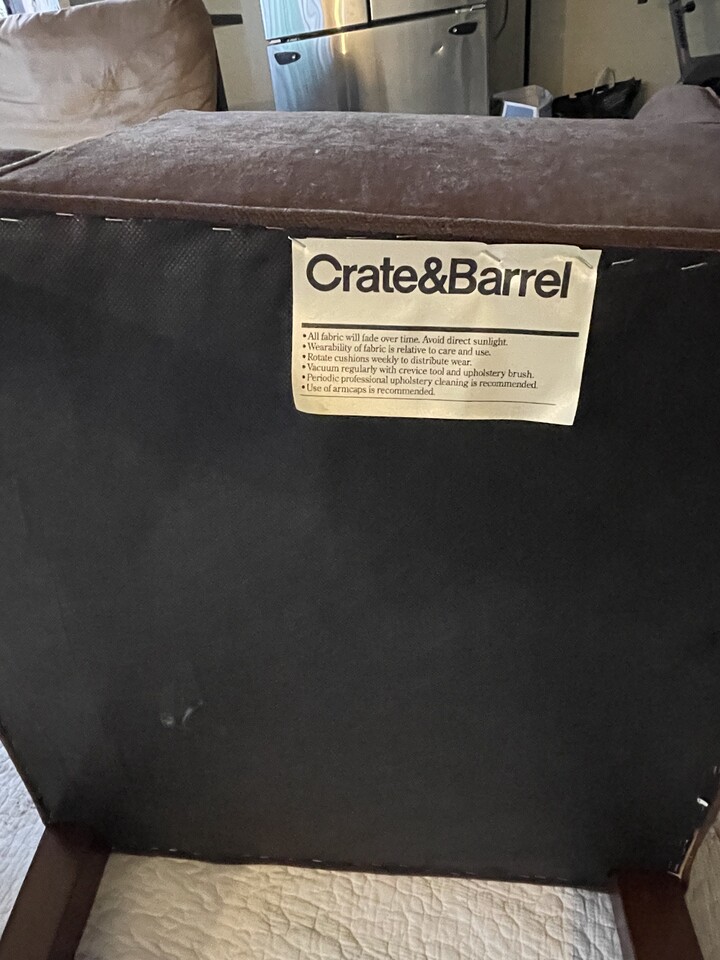 Crate&Barrel
• All fabric will fade over time. Avoid direct sunlight.
• Wearability of fabric is relative to care and use.
• Rotate cushions weekly to distribute wear.
• Vacuum regularly with crevice tool and upholstery brush.
• Periodic professional upholstery cleaning is recommended.
• Use of armcaps is recommended.